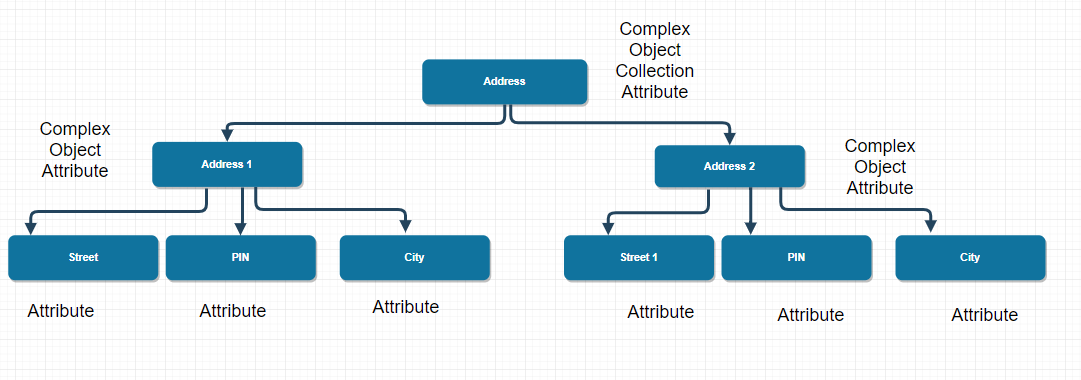 Complex
Object
Collection
Attribute
Address
Complex
Object
Attribute
Address 1
Address 2
Complex
Object
Attribute
Street
PIN
City
Street 1
PIN
City
Attribute
Attribute
Attribute
Attribute
Attribute
Attribute